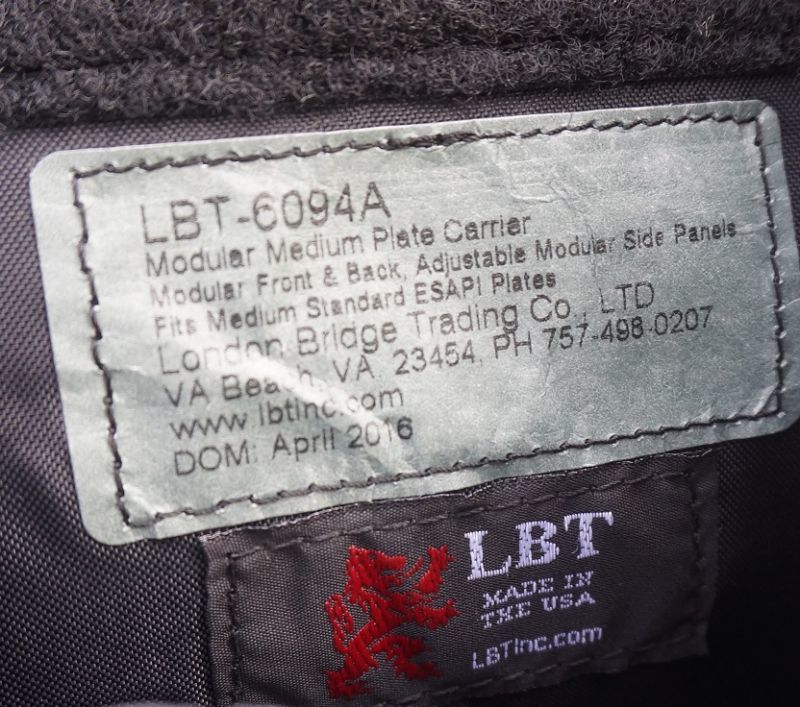 LBT-6094A
Modular Medium Plate Carrier
Modular Front & Back, Adjustable Modular Side Panels
Fits Medium Standard ESAPI Plates
London Bridge Trading Co., LTD
VA Beach, VA. 23454, PH 757-498-0207
www.lbtinc.com
DOM: April 2016
LBT
MADE IN
THE USA
LBTinc.com